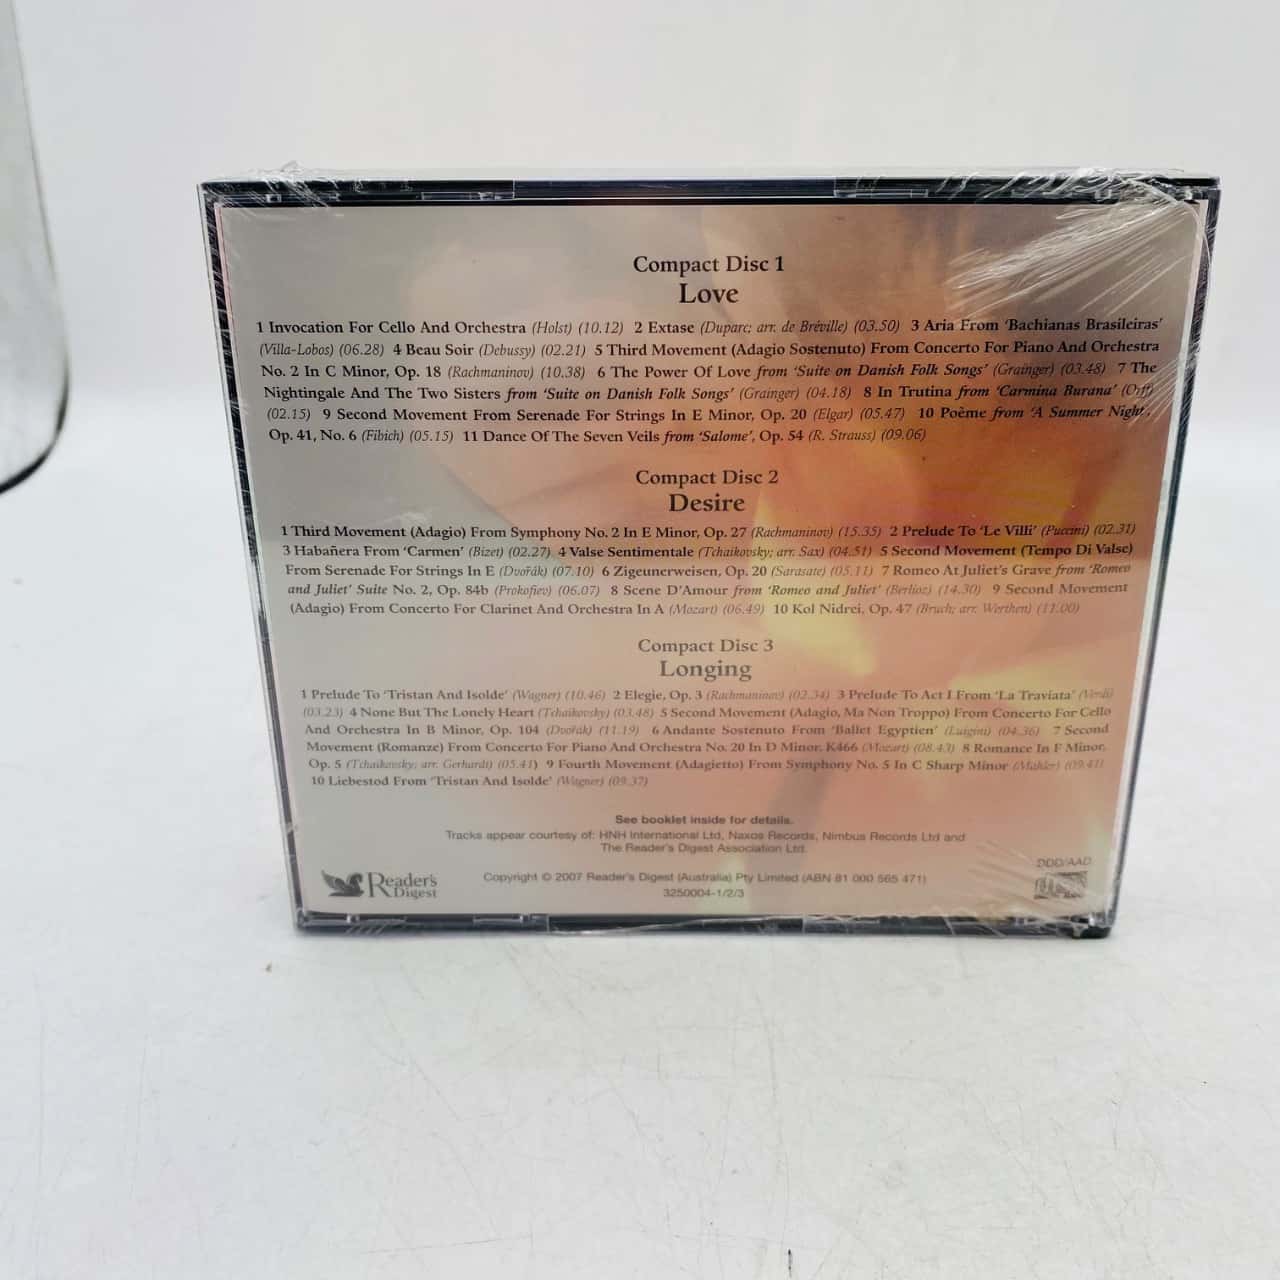 Compact Disc 1
Love
1 Invocation For Cello And Orchestra (Holst) (10.12) 2 Extase (Duparc; arr. de Bréville) (03.50) 3 Aria From ‘Bachianas Brasileiras’
(Villa-Lobos) (06.28) 4 Beau Soir (Debussy) (02.21) 5 Third Movement (Adagio Sostenuto) From Concerto For Piano And Orchestra
No. 2 In C Minor, Op. 18 (Rachmaninov) (10.38) 6 The Power Of Love from ‘Suite on Danish Folk Songs’ (Grainger) (03.48) 7 The
Nightingale And The Two Sisters from ‘Suite on Danish Folk Songs’ (Grainger) (04.18) 8 In Trutina from ‘Carmina Burana’ (Orff)
(02.15) 9 Second Movement From Serenade For Strings In E Minor, Op. 20 (Elgar) (05.47) 10 Poème from ‘A Summer Night’,
Op. 41, No. 6 (Fibich) (05.15) 11 Dance Of The Seven Veils from ‘Salome’, Op. 54 (R. Strauss) (09.06)
Compact Disc 2
Desire
1 Third Movement (Adagio) From Symphony No. 2 In E Minor, Op. 27 (Rachmaninov) (15.35) 2 Prelude To ‘Le Villi’ (Puccini) (02.31)
3 Habañera From ‘Carmen’ (Bizet) (02.27) 4 Valse Sentimentale (Tchaikovsky; arr. Sax) (04.51) 5 Second Movement (Tempo Di Valse)
From Serenade For Strings In E (Dvořák) (07.10) 6 Zigeunerweisen, Op. 20 (Sarasate) (05.11) 7 Romeo At Juliet’s Grave from ‘Romeo
and Juliet’ Suite No. 2, Op. 84b (Prokofiev) (06.07) 8 Scene D’Amour from ‘Romeo and Juliet’ (Berlioz) (14.30) 9 Second Movement
(Adagio) From Concerto For Clarinet And Orchestra In A (Mozart) (06.49) 10 Kol Nidrei, Op. 47 (Bruch; arr. Werthen) (11.00)
Compact Disc 3
Longing
1 Prelude To ‘Tristan And Isolde’ (Wagner) (10.46) 2 Elegie, Op. 3 (Rachmaninov) (02.34) 3 Prelude To Act I From ‘La Traviata’ (Verdi)
(03.23) 4 None But The Lonely Heart (Tchaikovsky) (03.48) 5 Second Movement (Adagio, Ma Non Troppo) From Concerto For Cello
And Orchestra In B Minor, Op. 104 (Dvořák) (11.19) 6 Andante Sostenuto From ‘Ballet Egyptien’ (Luigini) (04.36) 7 Second
Movement (Romanze) From Concerto For Piano And Orchestra No. 20 In D Minor, K466 (Mozart) (08.43) 8 Romance In F Minor,
Op. 5 (Tchaikovsky; arr. Gerhardt) (05.41) 9 Fourth Movement (Adagietto) From Symphony No. 5 In C Sharp Minor (Mahler) (09.41)
10 Liebestod From ‘Tristan And Isolde’ (Wagner) (09.37)
See booklet inside for details.
Tracks appear courtesy of: HNH International Ltd, Naxos Records, Nimbus Records Ltd and
The Reader's Digest Association Ltd.
DDD/AAD
Reader's
Digest
Copyright © 2007 Reader's Digest (Australia) Pty Limited (ABN 81 000 565 471)
3250004-1/2/3